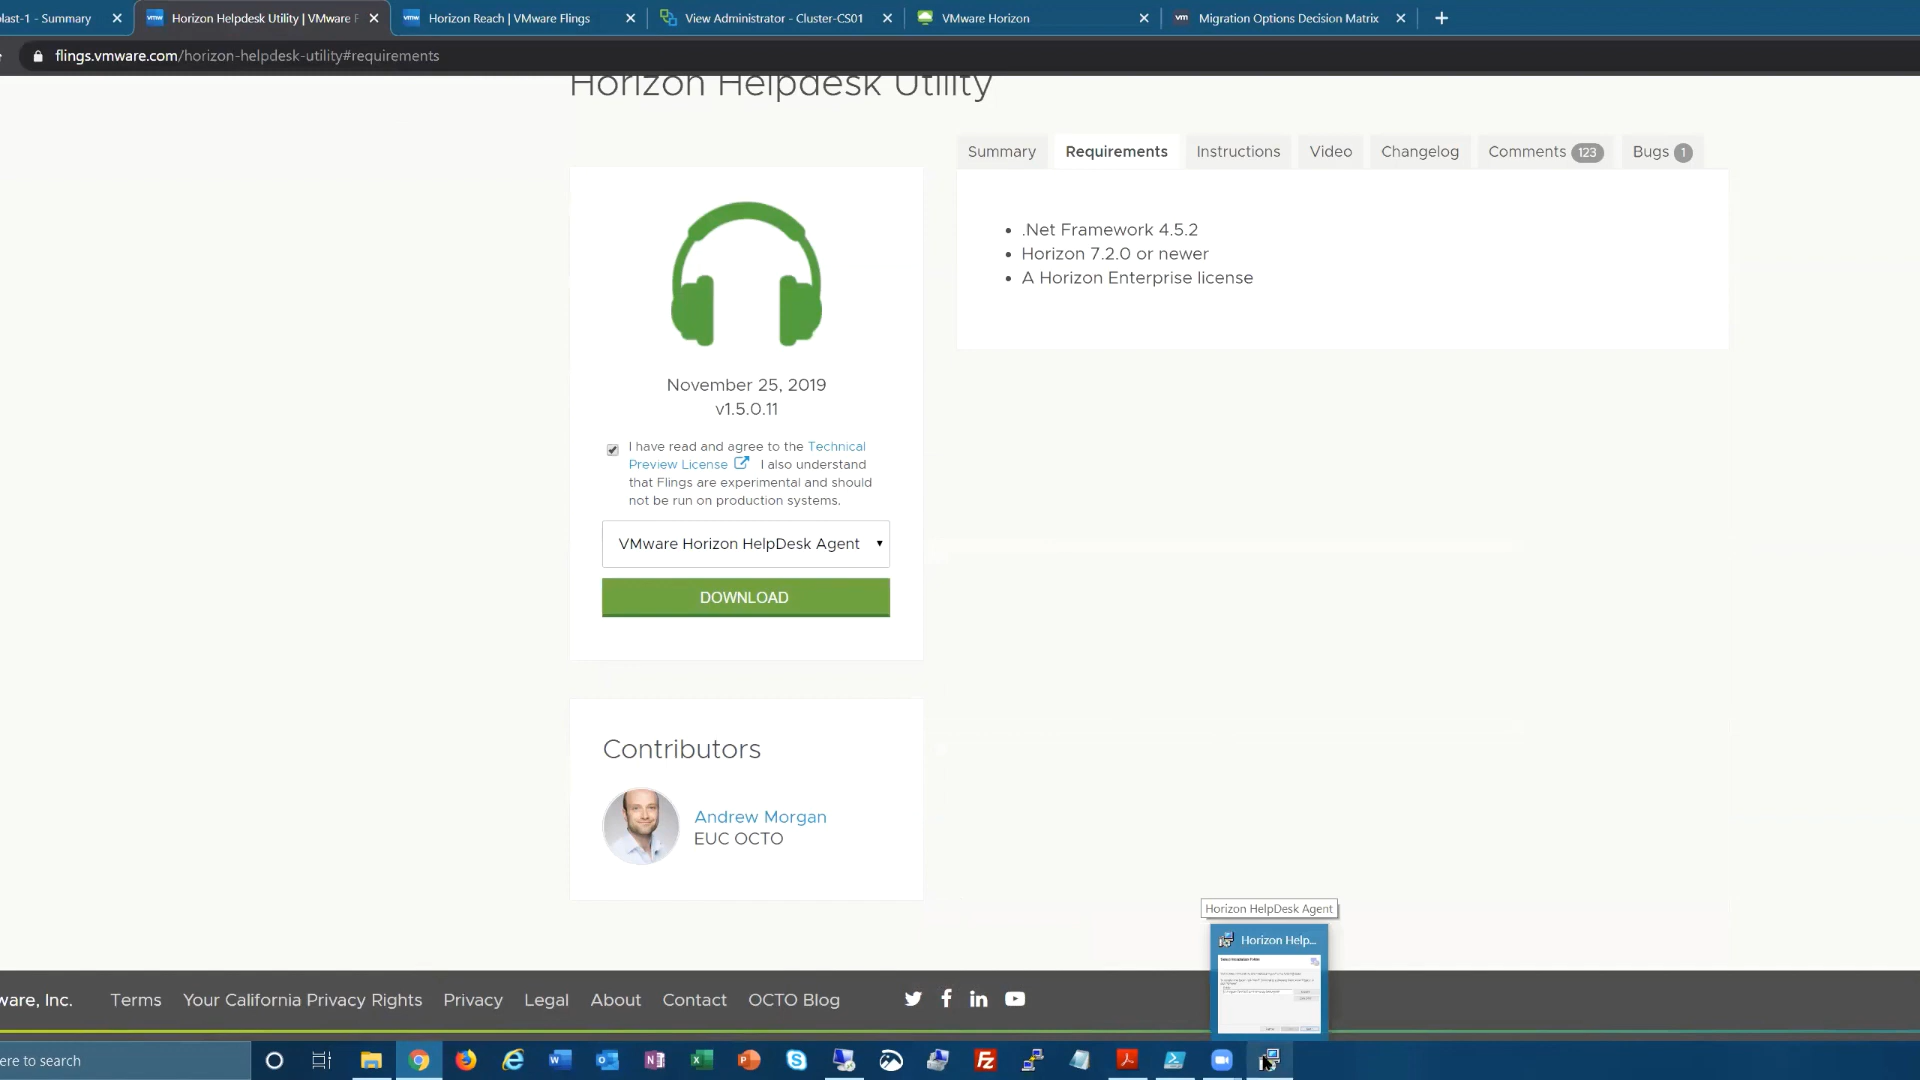 last-1 - Summary
Horizon Helpdesk Utility | VMware F
Horizon Reach | VMware Flings
View Administrator - Cluster-CS01
VMware Horizon
Migration Options Decision Matrix
flings.vmware.com/horizon-helpdesk-utility#requirements
Horizon Helpdesk Utility
Summary
Requirements
Instructions
Video
Changelog
Comments 123
Bugs 1
.Net Framework 4.5.2
Horizon 7.2.0 or newer
A Horizon Enterprise license
November 25, 2019
v1.5.0.11
I have read and agree to the Technical
Preview License I also understand
that Flings are experimental and should
not be run on production systems.
VMware Horizon HelpDesk Agent
DOWNLOAD
Contributors
Andrew Morgan
EUC OCTO
Horizon HelpDesk Agent
Horizon Help...
ware, Inc.
Terms
Your California Privacy Rights
Privacy
Legal
About
Contact
OCTO Blog
ere to search